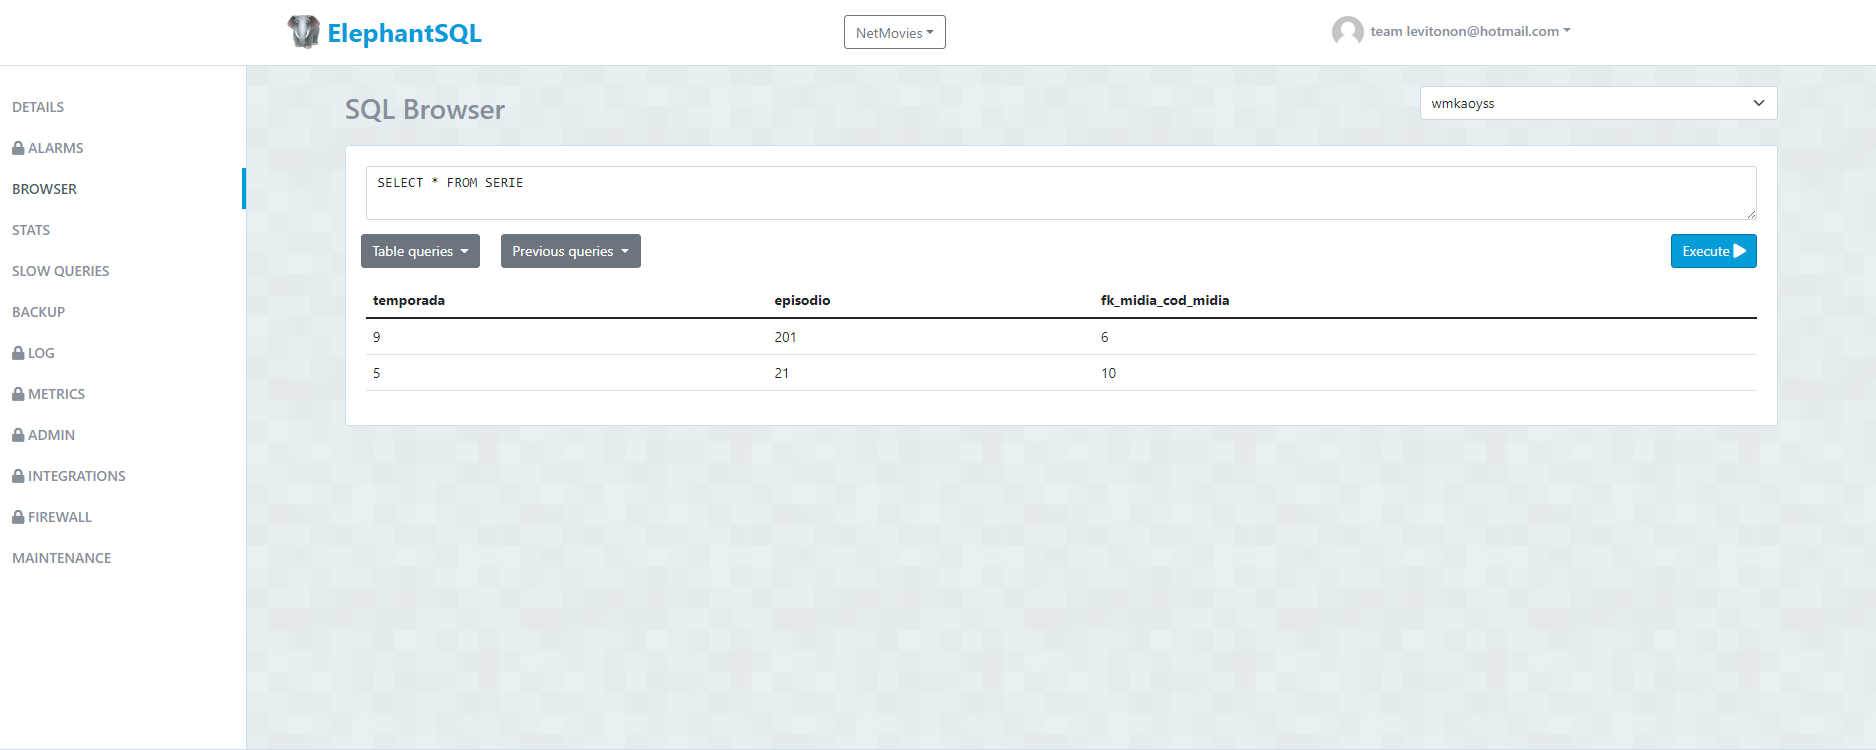 ElephantSQL
NetMovies
team levitonon@hotmail.com
DETAILS
ALARMS
BROWSER
STATS
SLOW QUERIES
BACKUP
LOG
METRICS
ADMIN
INTEGRATIONS
FIREWALL
MAINTENANCE
SQL Browser
wmkaoyss
SELECT * FROM SERIE
Table queries
Previous queries
Execute
temporada episodio fk_midia_cod_midia
9 201 6
5 21 10